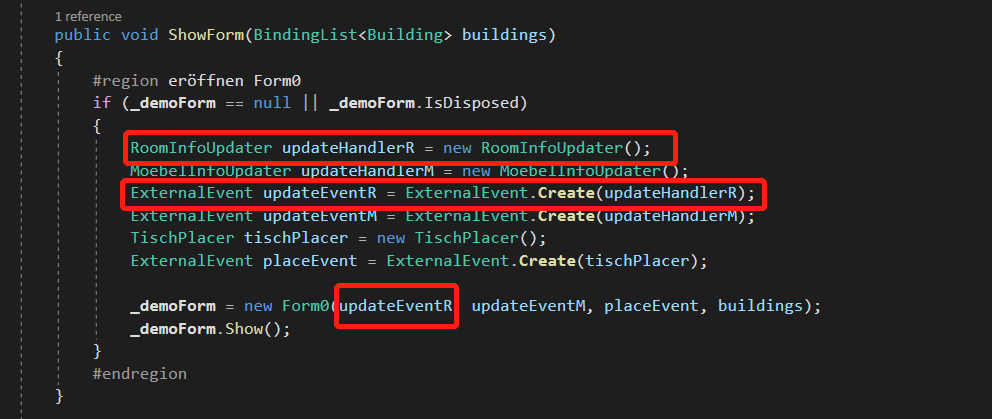 1 reference
public void ShowForm(BindingList<Building> buildings)
{
#region eröffnen Form0
if (_demoForm == null || _demoForm.IsDisposed)
{
RoomInfoUpdater updateHandlerR = new RoomInfoUpdater();
MoebelInfoUpdater updateHandlerM = new MoebelInfoUpdater();
ExternalEvent updateEventR = ExternalEvent.Create(updateHandlerR);
ExternalEvent updateEventM = ExternalEvent.Create(updateHandlerM);
TischPlacer tischPlacer = new TischPlacer();
ExternalEvent placeEvent = ExternalEvent.Create(tischPlacer);
_demoForm = new Form0(updateEventR updateEventM, placeEvent, buildings);
_demoForm.Show();
}
#endregion
}